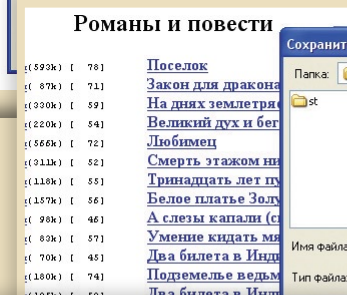 Романы и повести
(593k) [ 78] Поселок
( 87k) [ 71] Закон для дракона
(330k) [ 59] На днях землетряс
(220k) [ 54] Великий дух и бег
(566k) [ 72] Любимец
(311k) [ 52] Смерть этажом ни
(118k) [ 55] Тринадцать лет пу
(157k) [ 56] Белое платье Золу
( 98k) [ 46] А слезы капали (с
( 83k) [ 57] Умение кидать мя
( 70k) [ 45] Два билета в Инди
(180k) [ 74] Подземелье ведьм
Два билета в Инди
Сохранить
Папка:
st
Имя файла
Тип файла: